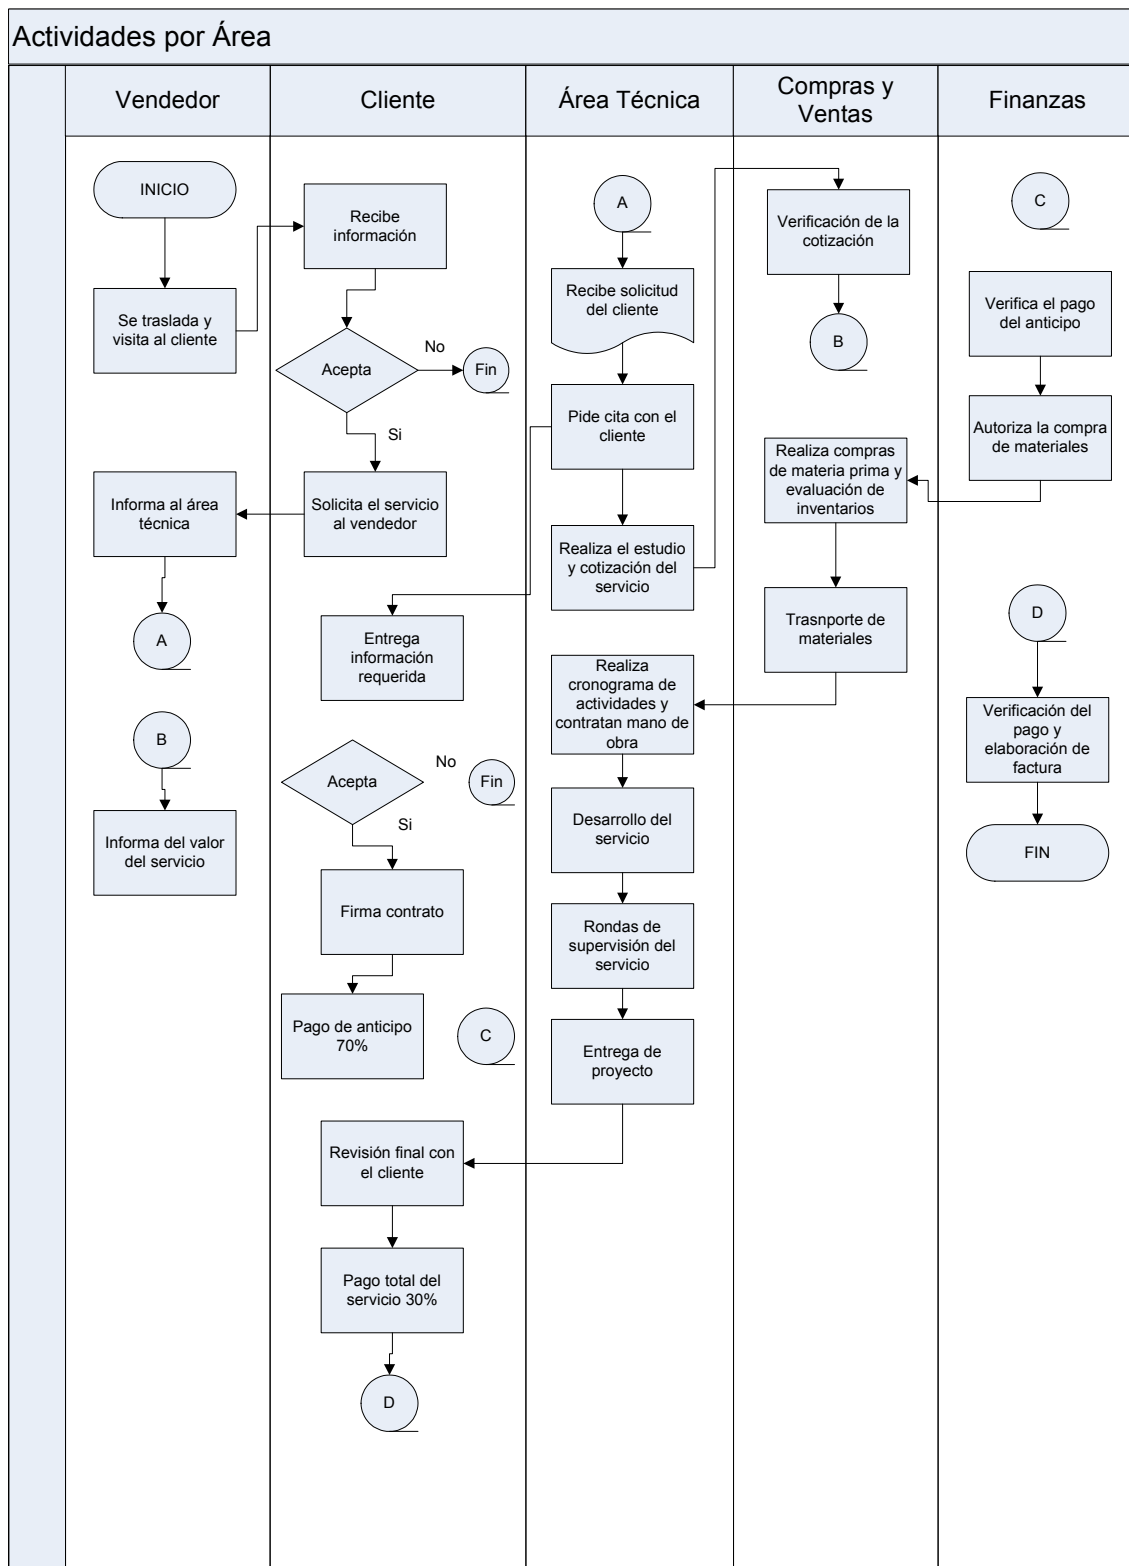 Actividades por Área
Vendedor
Cliente
Área Técnica
Compras y
Ventas
Finanzas
INICIO
Se traslada y
visita al cliente
Informa al área
técnica
A
B
Informa del valor
del servicio
Recibe
información
Acepta
No
Fin
Si
Solicita el servicio
al vendedor
Entrega
información
requerida
Acepta
No
Fin
Si
Firma contrato
Pago de anticipo
70%
C
Revisión final con
el cliente
Pago total del
servicio 30%
D
A
Recibe solicitud
del cliente
Pide cita con el
cliente
Realiza el estudio
y cotización del
servicio
Realiza
cronograma de
actividades y
contratan mano de
obra
Desarrollo del
servicio
Rondas de
supervisión del
servicio
Entrega de
proyecto
Verificación de la
cotización
B
Realiza compras
de materia prima y
evaluación de
inventarios
Trasnporte de
materiales
C
Verifica el pago
del anticipo
Autoriza la compra
de materiales
D
Verificación del
pago y
elaboración de
factura
FIN